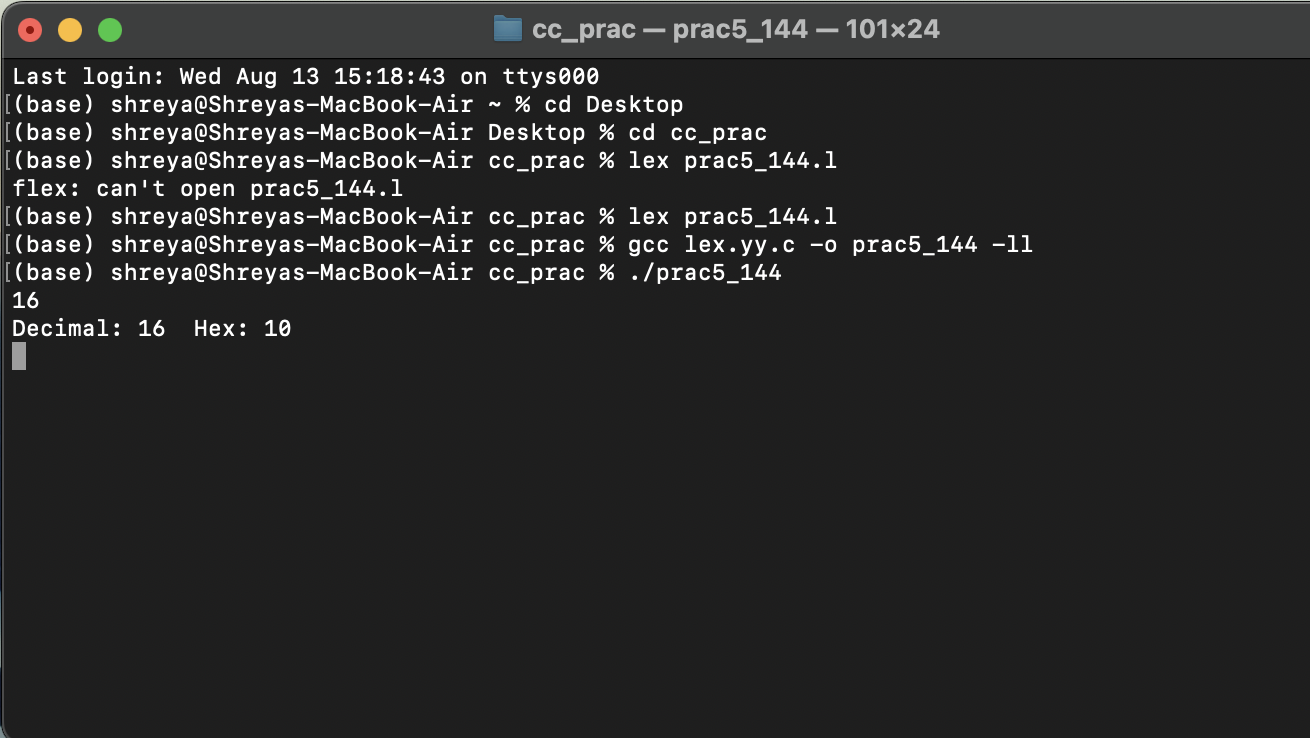 cc_prac — prac5_144 — 101×24
Last login: Wed Aug 13 15:18:43 on ttys000
[(base) shreya@Shreyas-MacBook-Air ~ % cd Desktop
[(base) shreya@Shreyas-MacBook-Air Desktop % cd cc_prac
[(base) shreya@Shreyas-MacBook-Air cc_prac % lex prac5_144.l
flex: can't open prac5_144.l
[(base) shreya@Shreyas-MacBook-Air cc_prac % lex prac5_144.l
[(base) shreya@Shreyas-MacBook-Air cc_prac % gcc lex.yy.c -o prac5_144 -ll
[(base) shreya@Shreyas-MacBook-Air cc_prac % ./prac5_144
16
Decimal: 16  Hex: 10